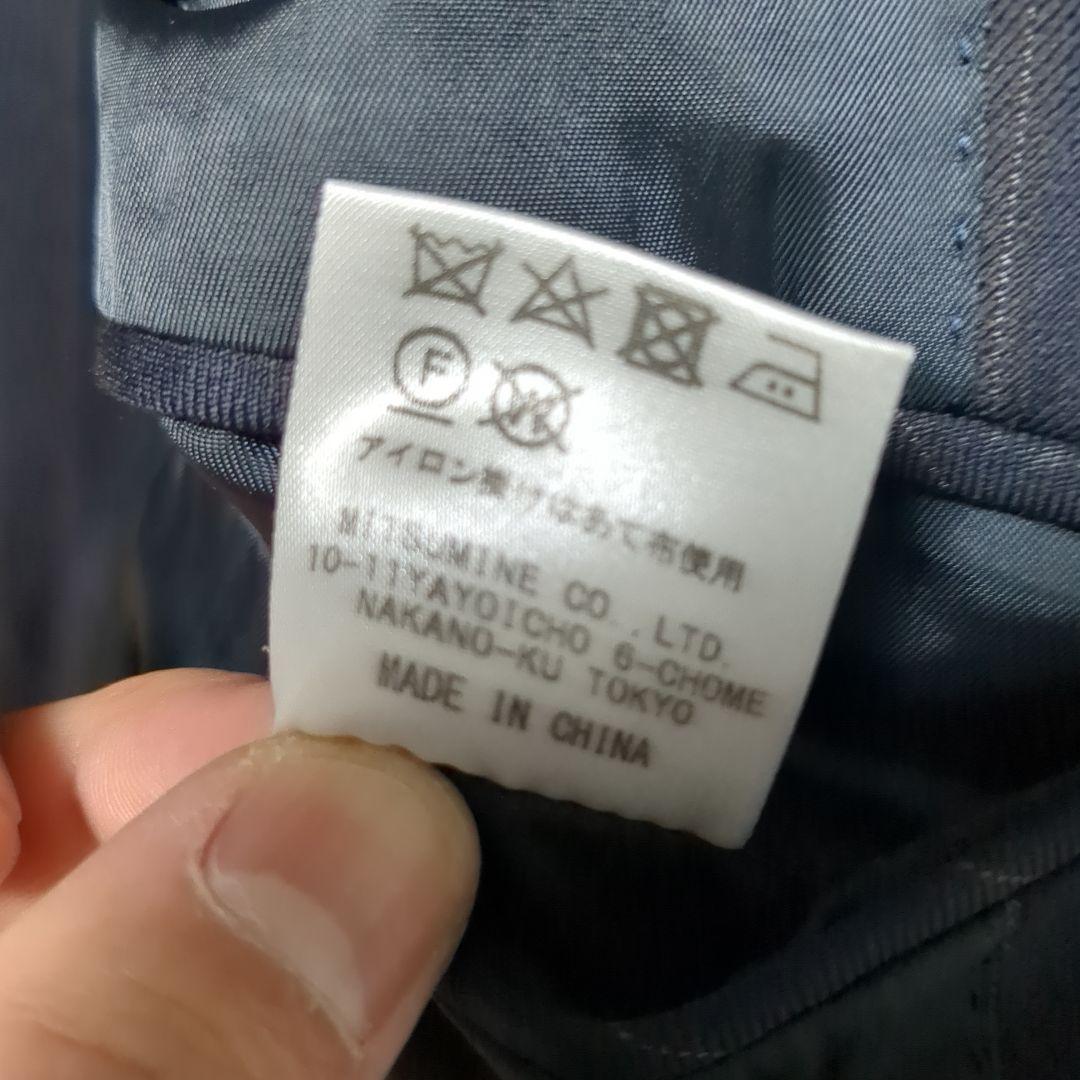 F
アイロン掛けはあて布使用
MITSUMINE CO.,LTD.
10-11YAYOICHO 6-CHOME
NAKANO-KU TOKYO
MADE IN CHINA